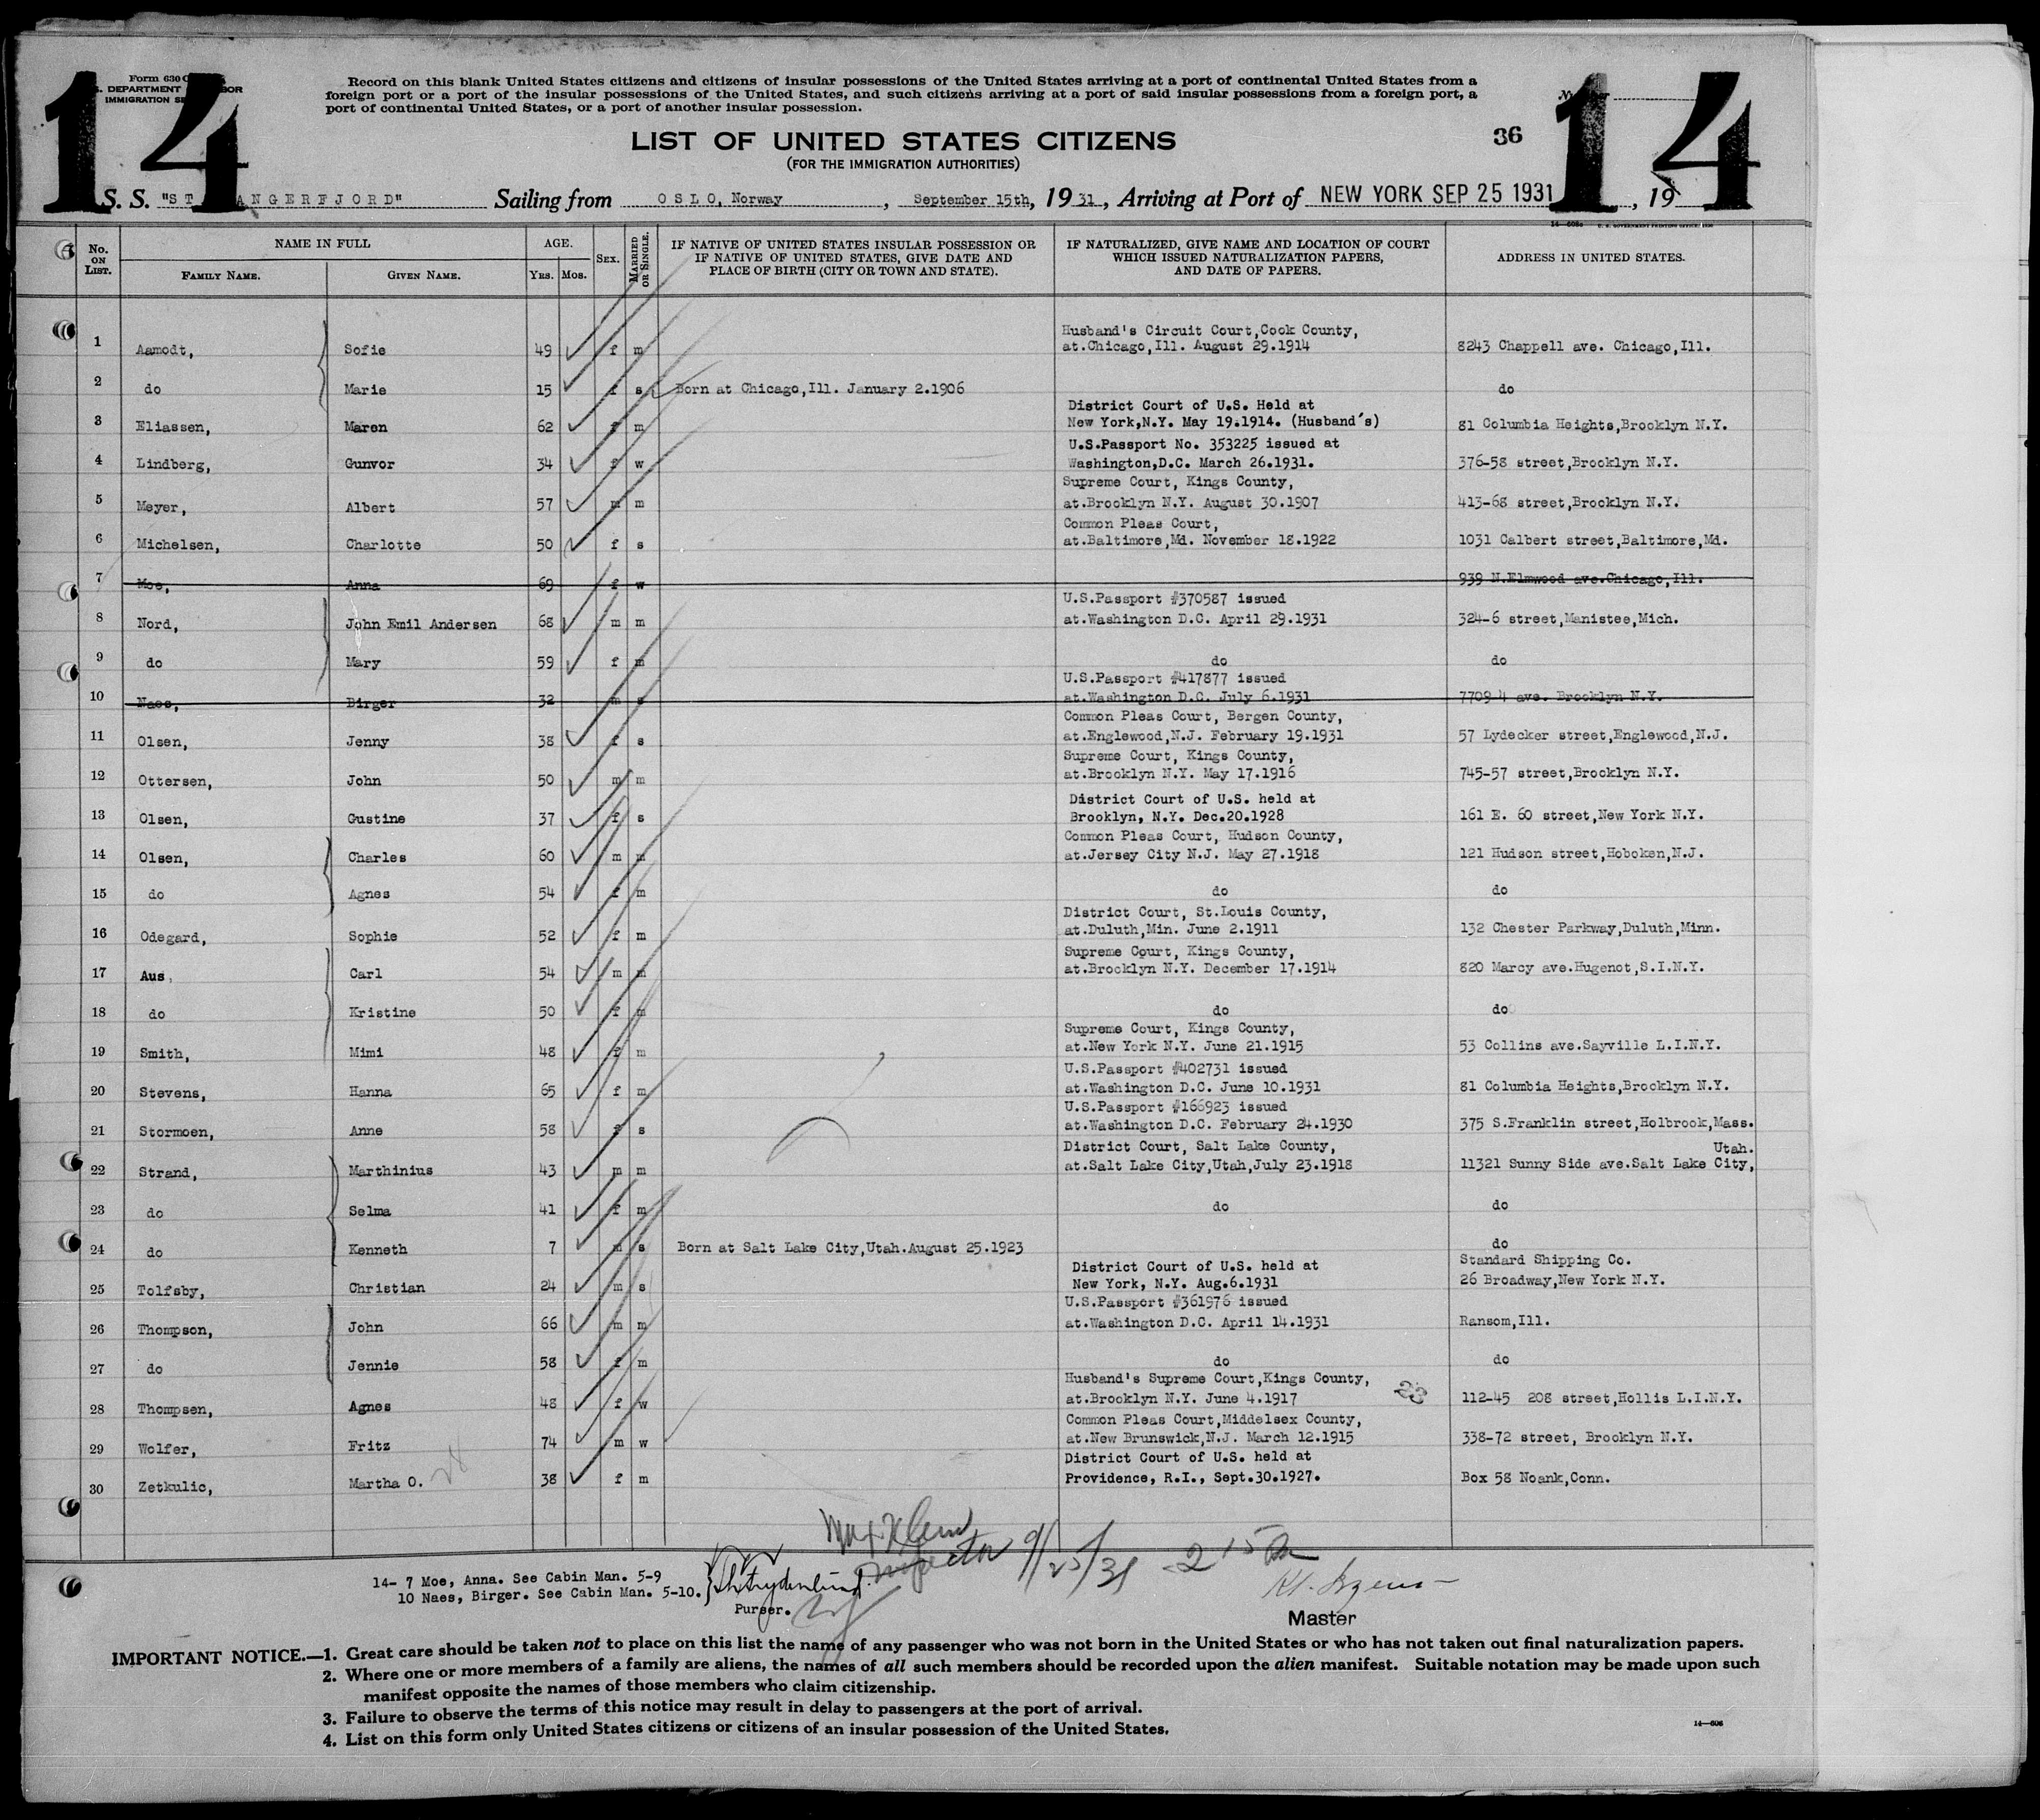 14
14
Form 630
DEPARTMENT
IMMIGRATION
Record on this blank United States citizens and citizens of insular possessions of the United States arriving at a port of continental United States from a
foreign port or a port of the insular possessions of the United States, and such citizens arriving at a port of said insular possessions from a foreign port, a
port of continental United States, or a port of another insular possession.
LIST OF UNITED STATES CITIZENS
(FOR THE IMMIGRATION AUTHORITIES)
36
S. S. "ST ANGERFJORD" Sailing from OSLO, Norway, September 15th, 1931, Arriving at Port of NEW YORK SEP 25 1931, 19
No. ON LIST. NAME IN FULL FAMILY NAME. GIVEN NAME. AGE. YRS. MOS. SEX. MARRIED OR SINGLE. IF NATIVE OF UNITED STATES INSULAR POSSESSION OR IF NATIVE OF UNITED STATES, GIVE DATE AND PLACE OF BIRTH (CITY OR TOWN AND STATE). IF NATURALIZED, GIVE NAME AND LOCATION OF COURT WHICH ISSUED NATURALIZATION PAPERS, AND DATE OF PAPERS. ADDRESS IN UNITED STATES.
Husband's Circuit Court,Cook County,
1 Aamodt, Sofie 49 f m at.Chicago,Ill. August 29.1914 8243 Chappell ave. Chicago,Ill.
2 do Marie 15 f s Born at Chicago,Ill. January 2.1906 do
District Court of U.S. Held at
3 Eliassen, Maren 62 f m New York,N.Y. May 19.1914. (Husband's) 81 Columbia Heights,Brooklyn N.Y.
U.S.Passport No. 353225 issued at
4 Lindberg, Gunvor 34 f w Washington,D.C. March 26.1931. 376-58 street,Brooklyn N.Y.
Supreme Court, Kings County,
5 Meyer, Albert 57 m m at.Brooklyn N.Y. August 30.1907 413-68 street,Brooklyn N.Y.
Common Pleas Court,
6 Michelsen, Charlotte 50 f s at.Baltimore,Md. November 18.1922 1031 Calbert street,Baltimore,Md.
7 Moe, Anna 69 f w 939 N.Elmwood ave.Chicago,Ill.
U.S.Passport #370587 issued
8 Nord, John Emil Andersen 68 m m at.Washington D.C. April 29.1931 324-6 street,Manistee,Mich.
9 do Mary 59 f m do do
U.S.Passport #417877 issued
10 Naes, Birger 32 m s at.Washington D.C. July 6.1931 7709-4 ave. Brooklyn N.Y.
Common Pleas Court, Bergen County,
11 Olsen, Jenny 38 f s at.Englewood,N.J. February 19.1931 57 Lydecker street,Englewood,N.J.
Supreme Court, Kings County,
12 Ottersen, John 50 m m at.Brooklyn N.Y. May 17.1916 745-57 street,Brooklyn N.Y.
District Court of U.S. held at
13 Olsen, Gustine 37 f s Brooklyn, N.Y. Dec.20.1928 161 E. 60 street,New York N.Y.
Common Pleas Court, Hudson County,
14 Olsen, Charles 60 m m at.Jersey City N.J. May 27.1918 121 Hudson street,Hoboken,N.J.
15 do Agnes 54 f m do do
District Court, St.Louis County,
16 Odegard, Sophie 52 f m at.Duluth,Min. June 2.1911 132 Chester Parkway,Duluth,Minn.
Supreme Court, Kings County,
17 Aus, Carl 54 m m at.Brooklyn N.Y. December 17.1914 820 Marcy ave.Hugenot,S.I.N.Y.
18 do Kristine 50 f m do do
Supreme Court, Kings County,
19 Smith, Mimi 48 f m at.New York N.Y. June 21.1915 53 Collins ave.Sayville L.I.N.Y.
U.S.Passport #402731 issued
20 Stevens, Hanna 65 f m at.Washington D.C. June 10.1931 81 Columbia Heights,Brooklyn N.Y.
U.S.Passport #166923 issued
21 Stormoen, Anne 58 f s at.Washington D.C. February 24.1930 375 S.Franklin street,Holbrook,Mass.
District Court, Salt Lake County, Utah.
22 Strand, Marthinius 43 m m at.Salt Lake City,Utah,July 23.1918 11321 Sunny Side ave.Salt Lake City,
23 do Selma 41 f m do do
24 do Kenneth 7 m s Born at Salt Lake City,Utah.August 25.1923 do
District Court of U.S. held at Standard Shipping Co.
25 Tolfsby, Christian 24 m s New York, N.Y. Aug.6.1931 26 Broadway,New York N.Y.
U.S.Passport #361976 issued
26 Thompson, John 66 m m at.Washington D.C. April 14.1931 Ransom,Ill.
27 do Jennie 58 f m do do
Husband's Supreme Court,Kings County,
28 Thompsen, Agnes 48 f w at.Brooklyn N.Y. June 4.1917 112-45 208 street,Hollis L.I.N.Y.
Common Pleas Court,Middelsex County,
29 Wolfer, Fritz 74 m w at.New Brunswick,N.J. March 12.1915 338-72 street, Brooklyn N.Y.
District Court of U.S. held at
30 Zetkulic, Martha O. 28 38 f m Providence, R.I., Sept.30.1927. Box 58 Noank,Conn.
Max Klein
Inspector 9/25/31 2 15
14- 7 Moe, Anna. See Cabin Man. 5-9
10 Naes, Birger. See Cabin Man. 5-10.
Purser.
Master
IMPORTANT NOTICE.—1. Great care should be taken not to place on this list the name of any passenger who was not born in the United States or who has not taken out final naturalization papers.
2. Where one or more members of a family are aliens, the names of all such members should be recorded upon the alien manifest. Suitable notation may be made upon such
manifest opposite the names of those members who claim citizenship.
3. Failure to observe the terms of this notice may result in delay to passengers at the port of arrival.
4. List on this form only United States citizens or citizens of an insular possession of the United States.
14—606